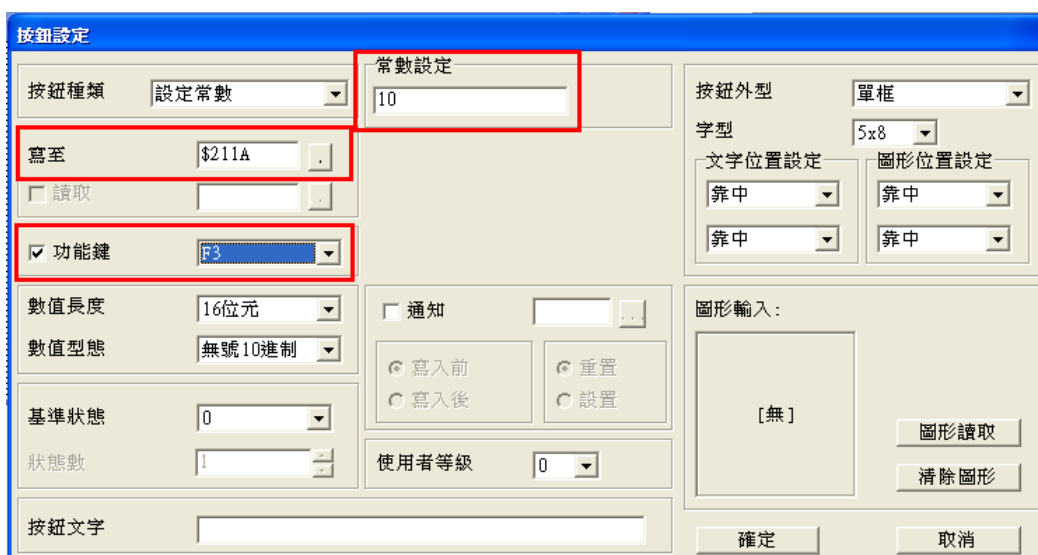 按鈕設定
按鈕種類 設定常數
常數設定
10
寫至 $211A .
讀取 .
功能鍵 F3
數值長度 16位元
數值型態 無號10進制
基準狀態 0
狀態數 1
按鈕文字
通知 ...
寫入前 重置
寫入後 設置
使用者等級 0
按鈕外型 單框
字型 5x8
文字位置設定 圖形位置設定
靠中 靠中
靠中 靠中
圖形輸入:
[無]
圖形讀取
清除圖形
確定 取消